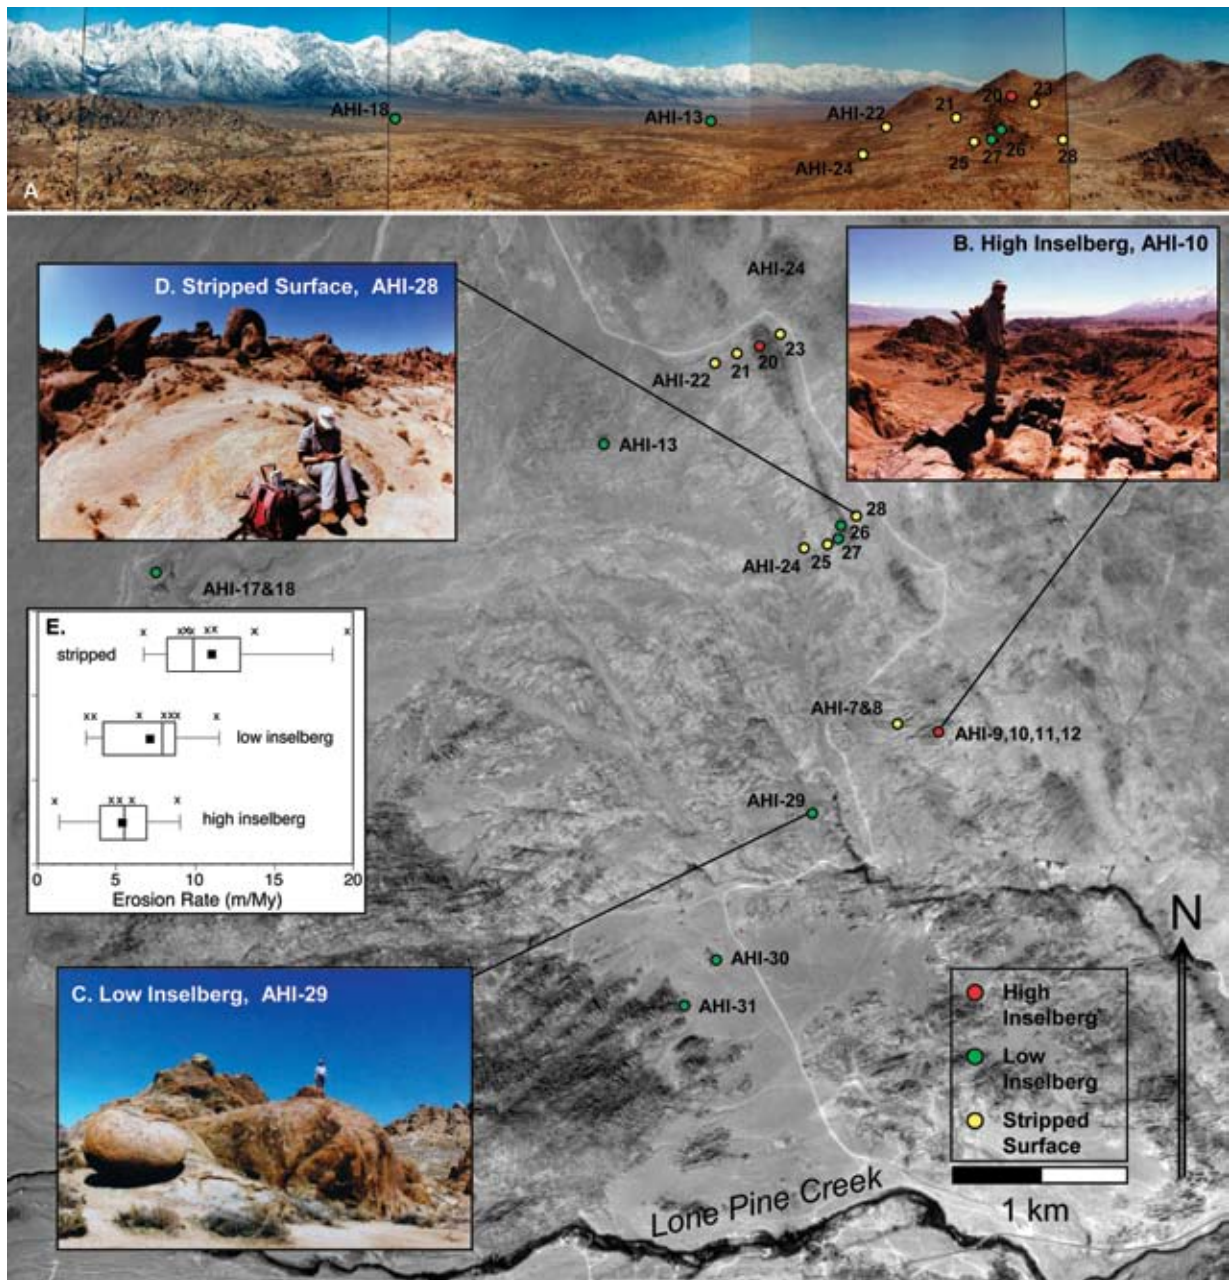 AHI-18
AHI-13
AHI-22
21
20
23
AHI-24
25
27
26
28
A
D. Stripped Surface, AHI-28
B. High Inselberg, AHI-10
AHI-24
23
20
21
AHI-22
AHI-13
28
26
27
25
AHI-24
AHI-17&18
E.
stripped
low inselberg
high inselberg
0 5 10 15 20
Erosion Rate (m/My)
AHI-7&8
AHI-9,10,11,12
AHI-29
AHI-30
AHI-31
C. Low Inselberg, AHI-29
N
High
Inselberg
Low
Inselberg
Stripped
Surface
1 km
Lone Pine Creek